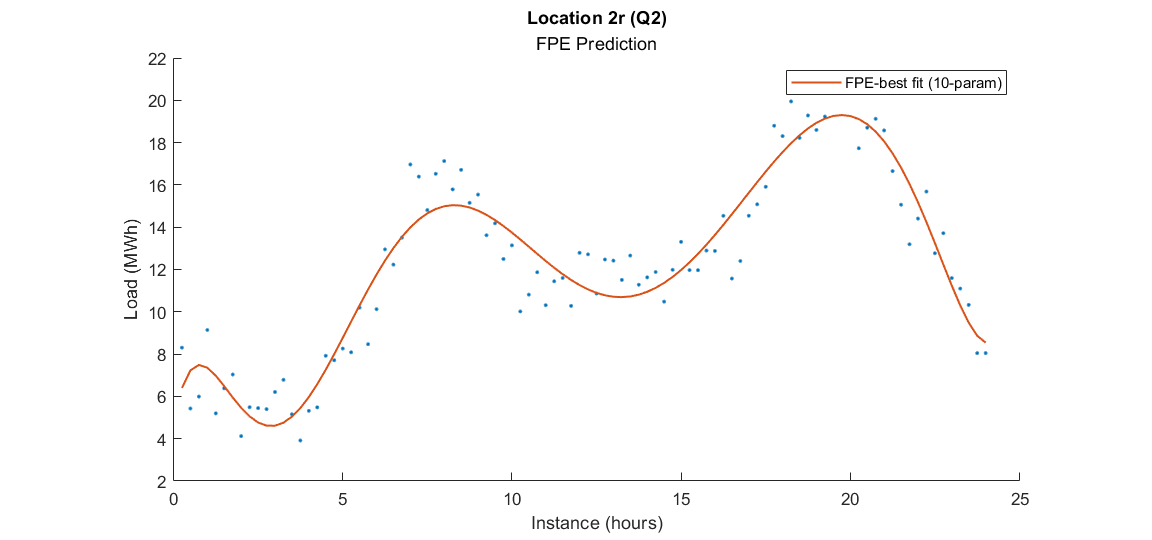 Location 2r (Q2)
FPE Prediction
FPE-best fit (10-param)
Load (MWh)
22
20
18
16
14
12
10
8
6
4
2
0 5 10 15 20 25
Instance (hours)